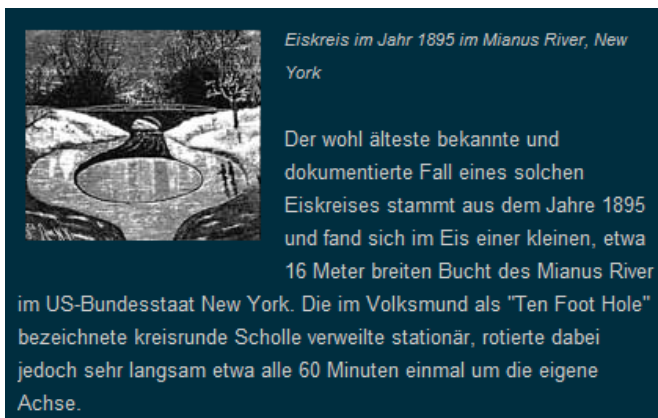 Eiskreis im Jahr 1895 im Mianus River, New
York
Der wohl älteste bekannte und
dokumentierte Fall eines solchen
Eiskreises stammt aus dem Jahre 1895
und fand sich im Eis einer kleinen, etwa
16 Meter breiten Bucht des Mianus River
im US-Bundesstaat New York. Die im Volksmund als "Ten Foot Hole"
bezeichnete kreisrunde Scholle verweilte stationär, rotierte dabei
jedoch sehr langsam etwa alle 60 Minuten einmal um die eigene
Achse.